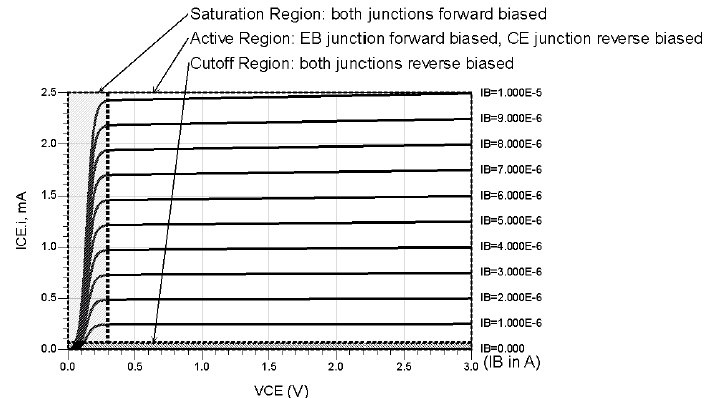 Saturation Region: both junctions forward biased
Active Region: EB junction forward biased, CE junction reverse biased
Cutoff Region: both junctions reverse biased
2.5
2.0
1.5
1.0
0.5
0.0
ICE.i, mA
IB=1.000E-5
IB=9.000E-6
IB=8.000E-6
IB=7.000E-6
IB=6.000E-6
IB=5.000E-6
IB=4.000E-6
IB=3.000E-6
IB=2.000E-6
IB=1.000E-6
IB=0.000
(IB in A)
0.0 0.5 1.0 1.5 2.0 2.5 3.0
VCE (V)